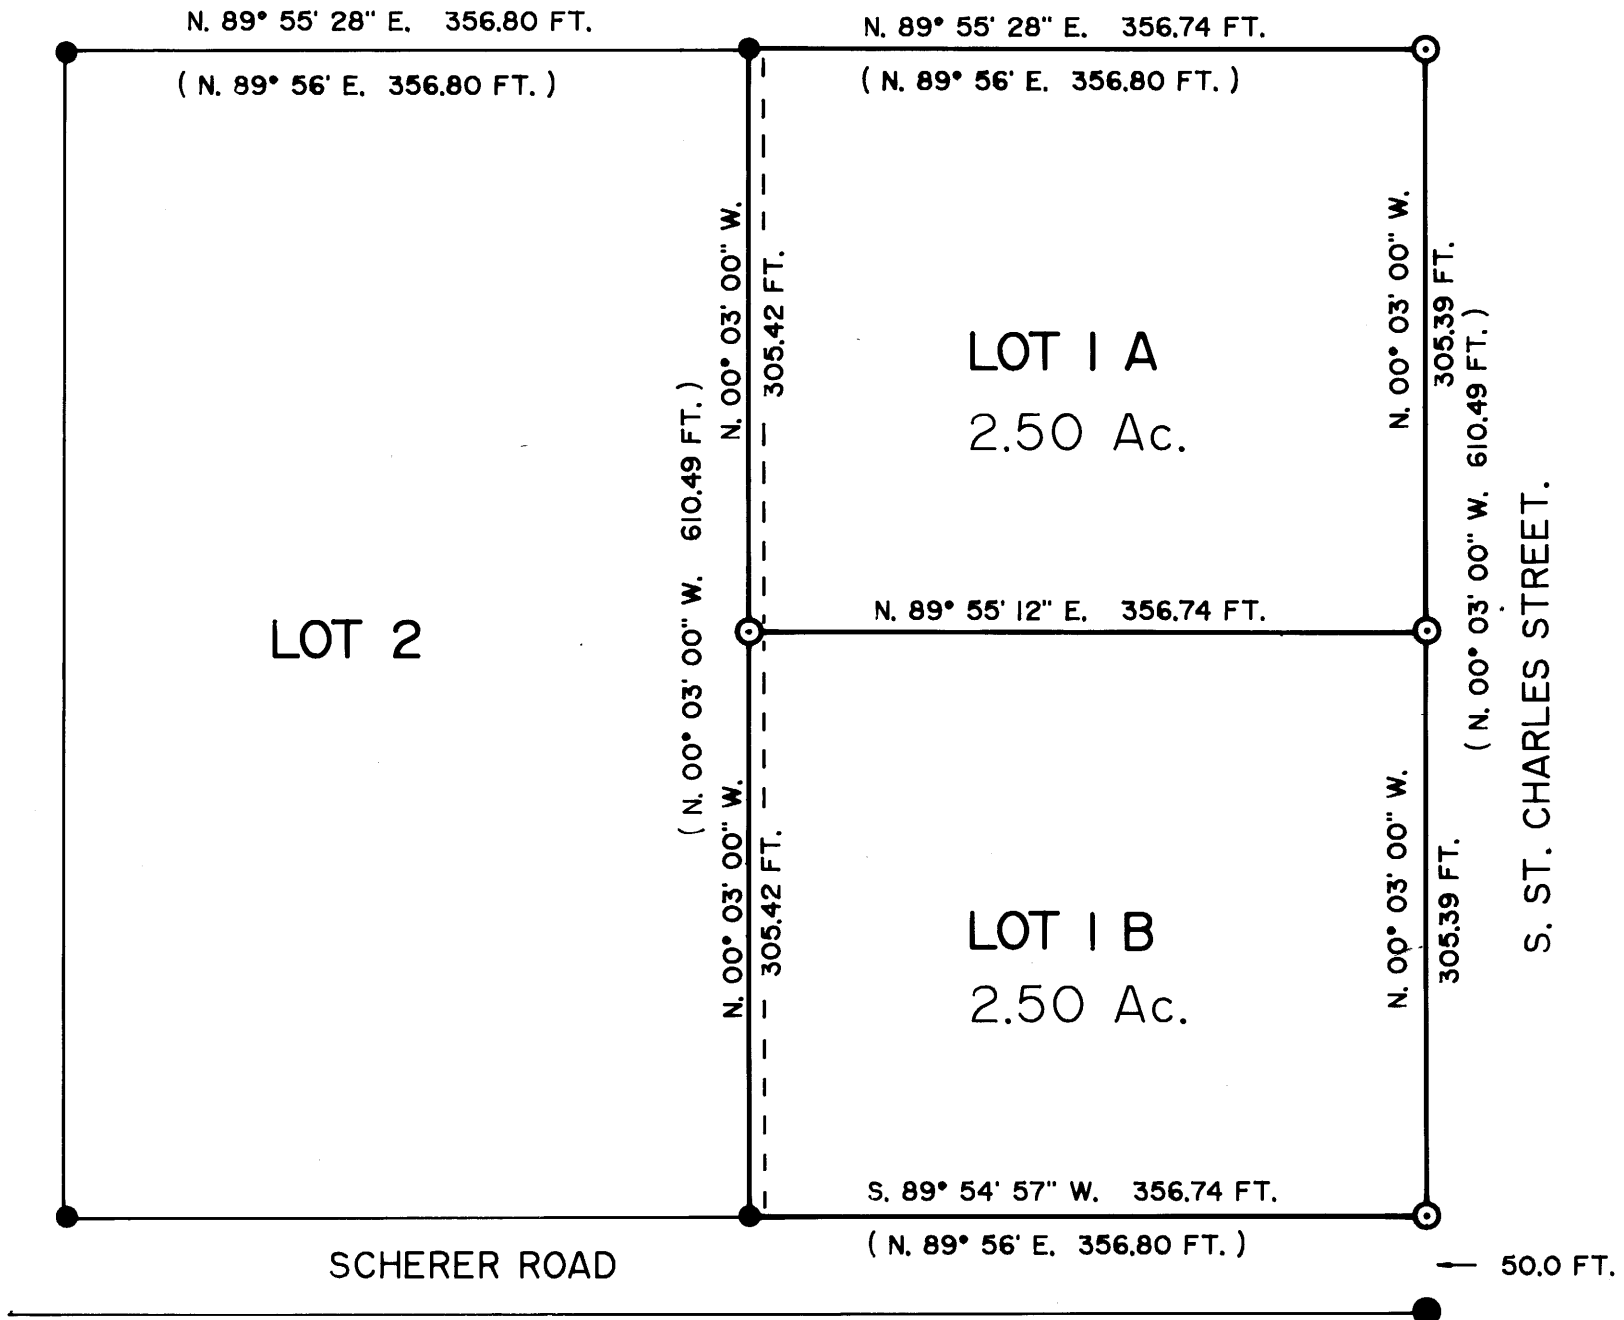 N. 89° 55' 28" E. 356.80 FT.
( N. 89° 56' E. 356.80 FT. )
N. 89° 55' 28" E. 356.74 FT.
( N. 89° 56' E. 356.80 FT. )
N. 00° 03' 00" W.
305.42 FT.
LOT 1 A
2.50 Ac.
N. 00° 03' 00" W.
305.39 FT.
( N. 00° 03' 00" W. 610.49 FT. )
( N. 00° 03' 00" W. 610.49 FT. )
S. ST. CHARLES STREET.
LOT 2
N. 89° 55' 12" E. 356.74 FT.
N. 00° 03' 00" W.
305.42 FT.
LOT 1 B
2.50 Ac.
N. 00° 03' 00" W.
305.39 FT.
S. 89° 54' 57" W. 356.74 FT.
( N. 89° 56' E. 356.80 FT. )
SCHERER ROAD
50.0 FT.